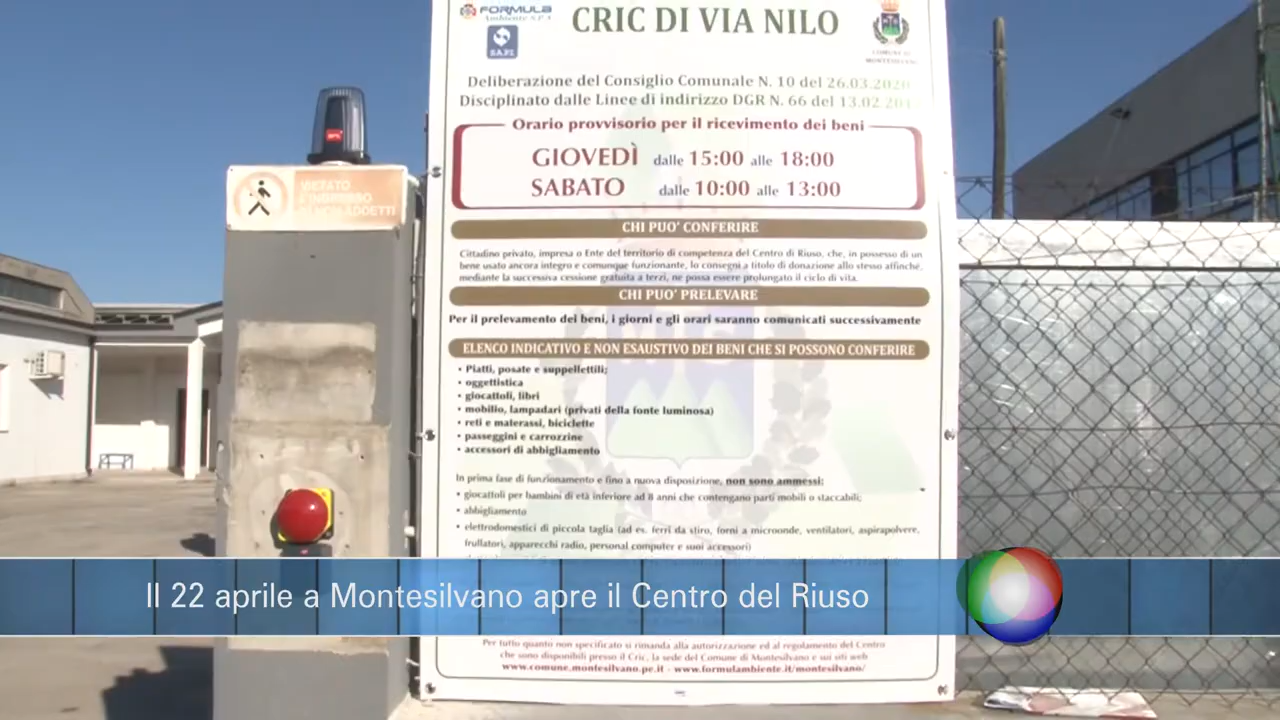 FORMULA
Ambiente S.P.A.
SA.PI.
CRIC DI VIA NILO
COMUNE DI
MONTESILVANO
Deliberazione del Consiglio Comunale N. 10 del 26.03.2020
Disciplinato dalle Linee di indirizzo DGR N. 66 del 13.02
Orario provvisorio per il ricevimento dei beni
GIOVEDÌ dalle 15:00 alle 18:00
SABATO dalle 10:00 alle 13:00
VIETATO
L'INGRESSO
AI NON ADDETTI
CHI PUO' CONFERIRE
Cittadino privato, impresa o Ente del territorio di competenza del Centro di Riuso, che, in possesso di un
bene usato ancora integro e comunque funzionante, lo consegni a titolo di donazione allo stesso affinché,
mediante la successiva cessione gratuita a terzi, ne possa essere prolungato il ciclo di vita.
CHI PUO' PRELEVARE
Per il prelevamento dei beni, i giorni e gli orari saranno comunicati successivamente
ELENCO INDICATIVO E NON ESAUSTIVO DEI BENI CHE SI POSSONO CONFERIRE
• Piatti, posate e suppellettili;
• oggettistica
• giocattoli, libri
• mobilio, lampadari (privati della fonte luminosa)
• reti e materassi, biciclette
• passeggini e carrozzine
• accessori di abbigliamento
In prima fase di funzionamento e fino a nuova disposizione, non sono ammessi:
• giocattoli per bambini di età inferiore ad 8 anni che contengano parti mobili o staccabili;
• abbigliamento
• elettrodomestici di piccola taglia (ad es. ferri da stiro, forni a microonde, ventilatori, aspirapolvere,
frullatori, apparecchi radio, personal computer e suoi accessori)
Il 22 aprile a Montesilvano apre il Centro del Riuso
Per tutto quanto non specificato si rimanda alla autorizzazione ed al regolamento del Centro
che sono disponibili presso il Cric, la sede del Comune di Montesilvano e sui siti web
www.comune.montesilvano.pe.it - www.formulambiente.it/montesilvano/